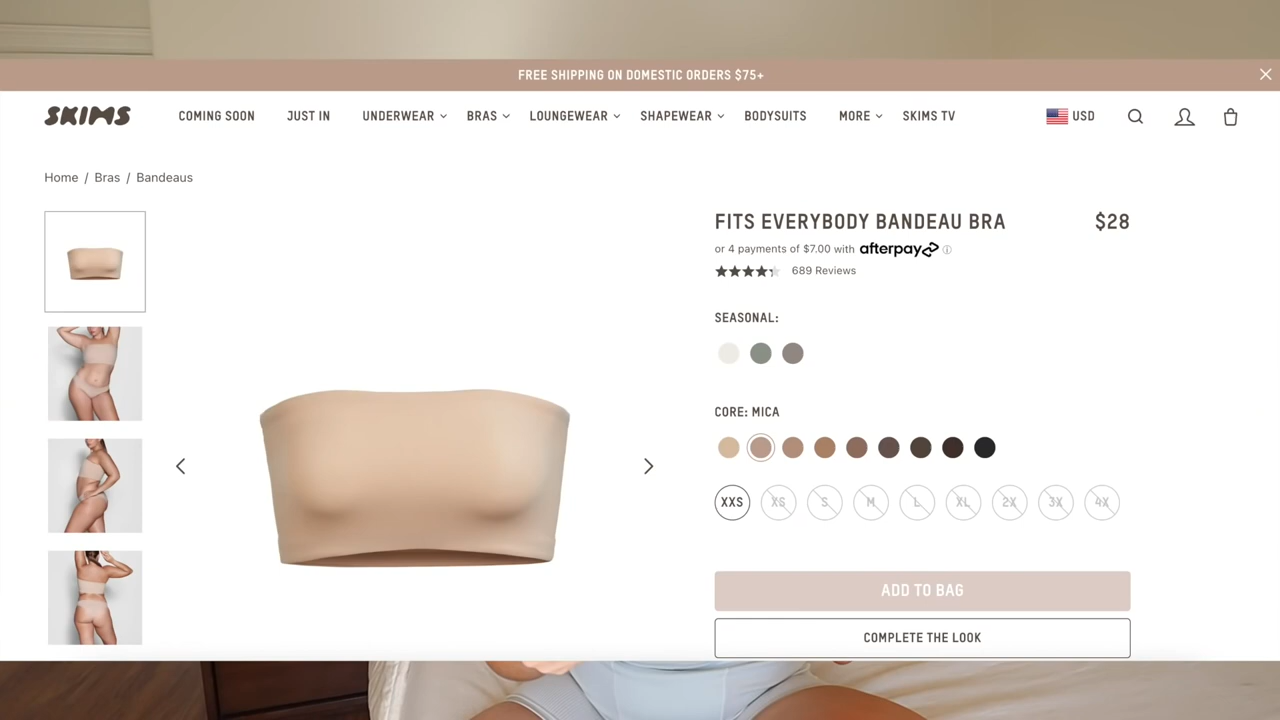 FREE SHIPPING ON DOMESTIC ORDERS $75+
SKIMS COMING SOON JUST IN UNDERWEAR BRAS LOUNGEWEAR SHAPEWEAR BODYSUITS MORE SKIMS TV USD
Home / Bras / Bandeaus
FITS EVERYBODY BANDEAU BRA $28
or 4 payments of $7.00 with afterpay
689 Reviews
SEASONAL:
CORE: MICA
XXS XS S M L XL 2X 3X 4X
ADD TO BAG
COMPLETE THE LOOK